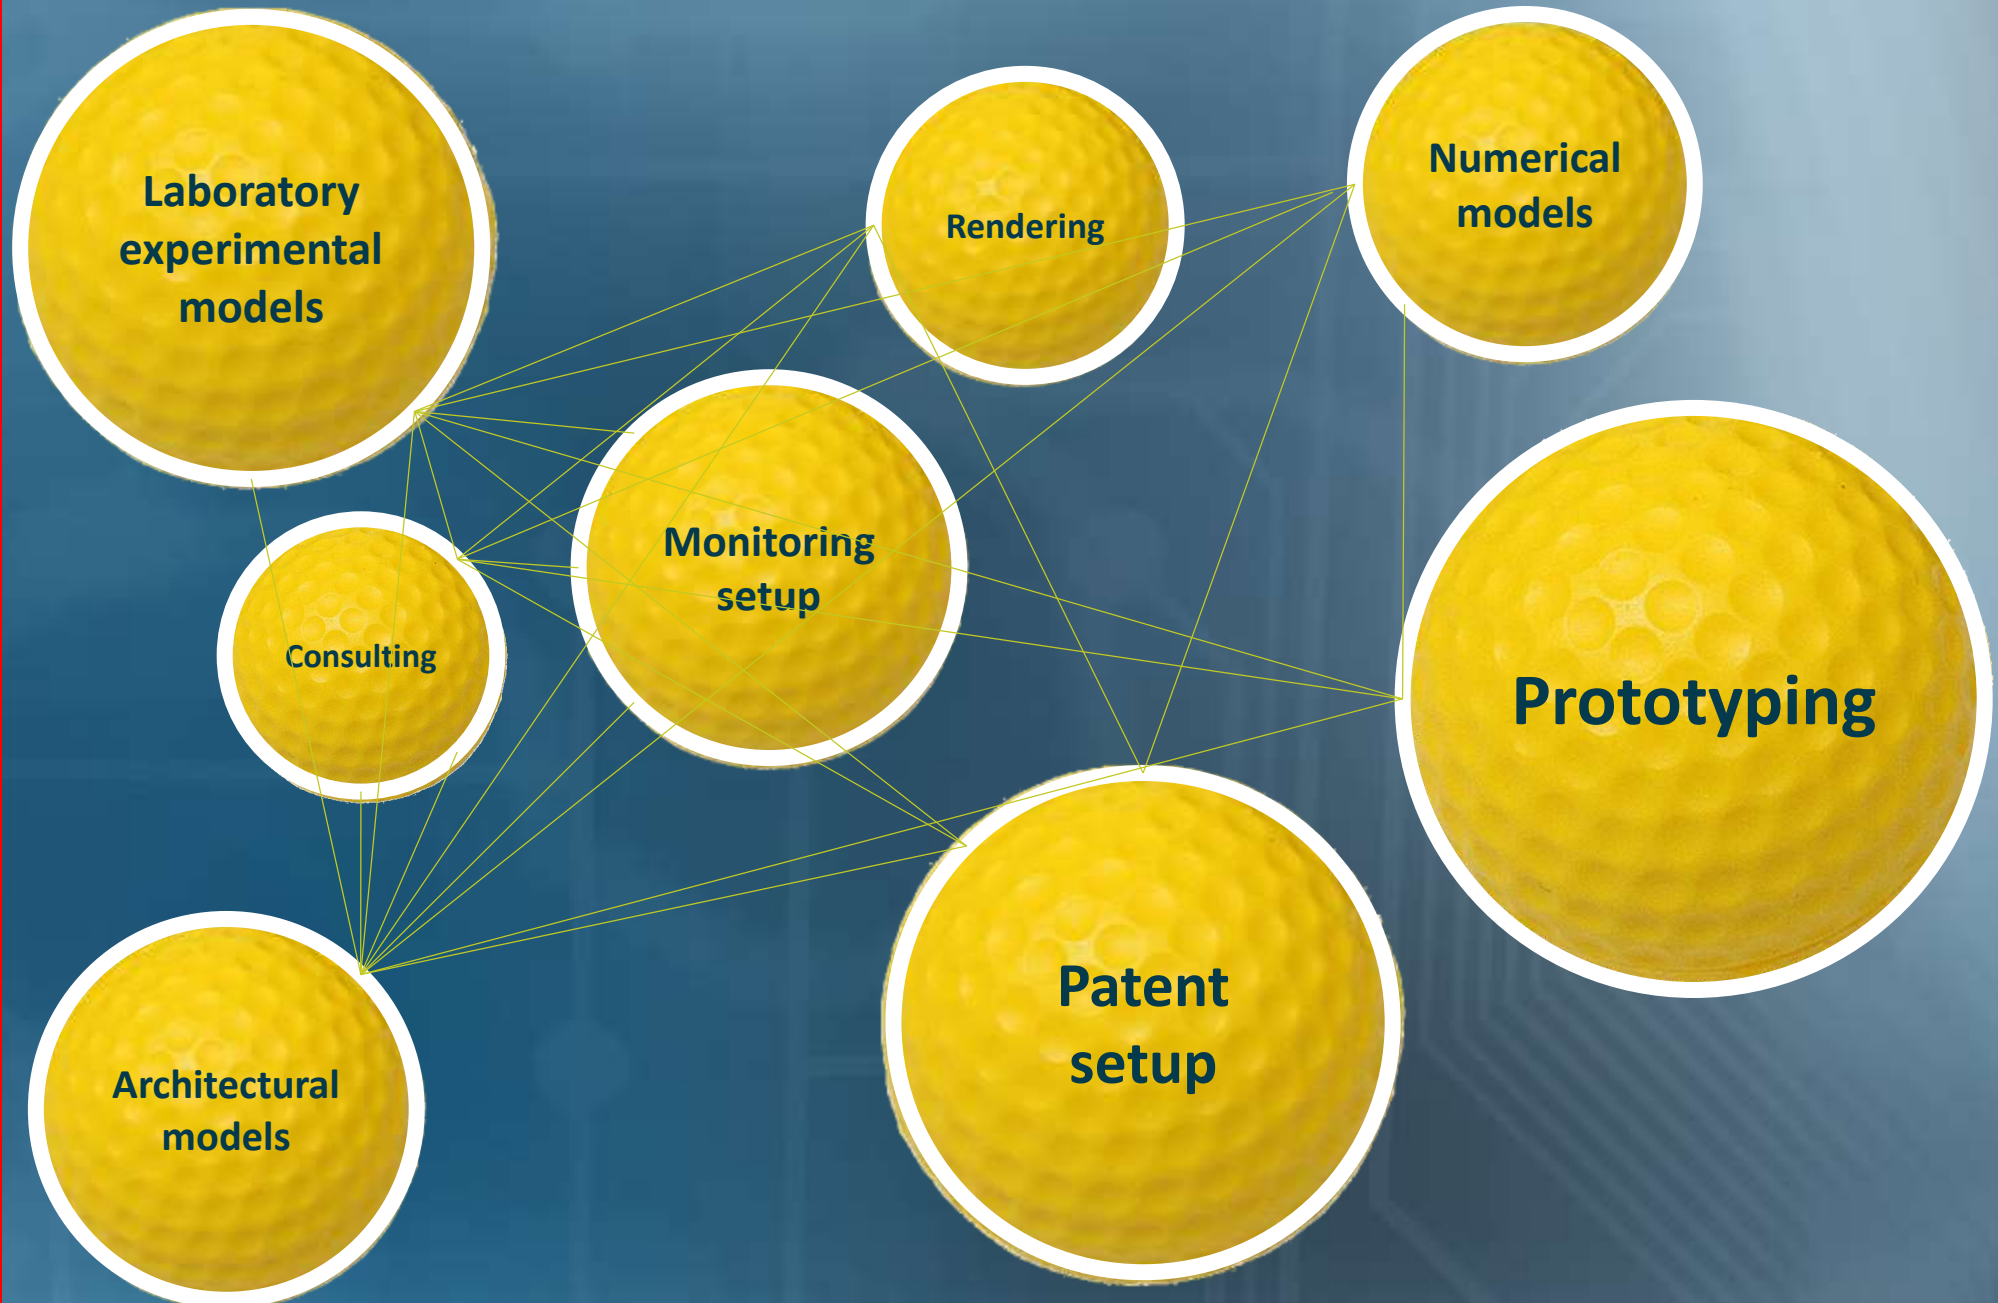 Laboratory
experimental
models
Rendering
Numerical
models
Monitoring
setup
Consulting
Prototyping
Patent
setup
Architectural
models